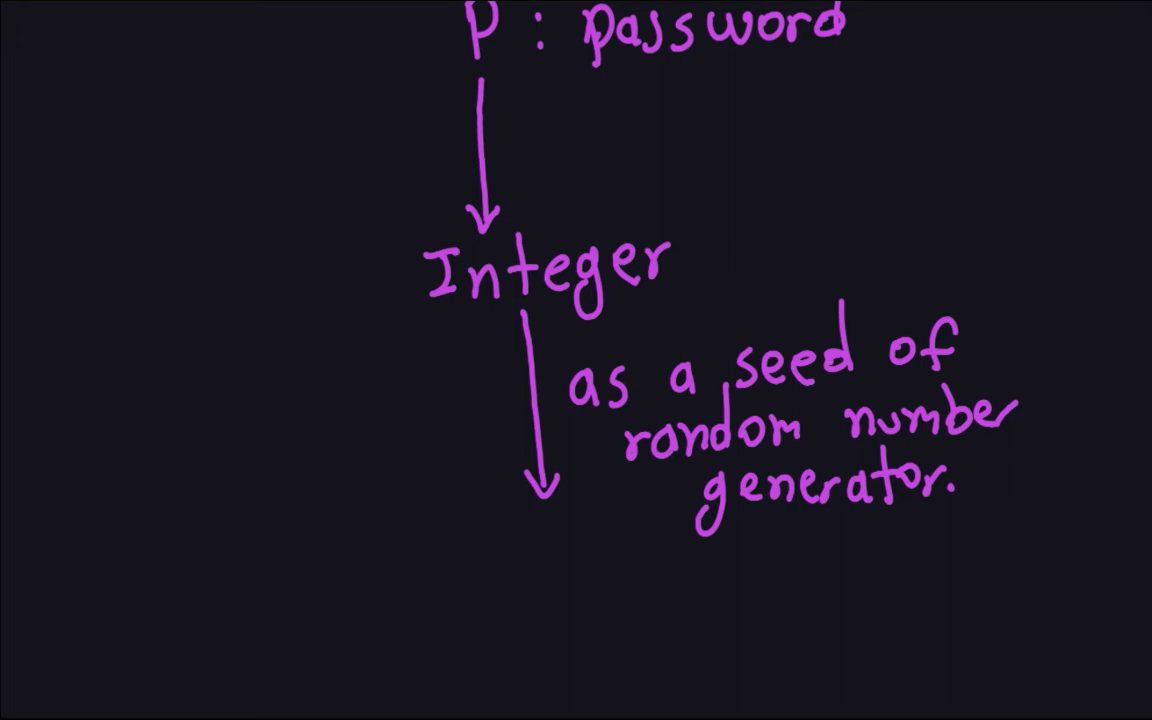 p : password
Integer
as a seed of
random number
generator.